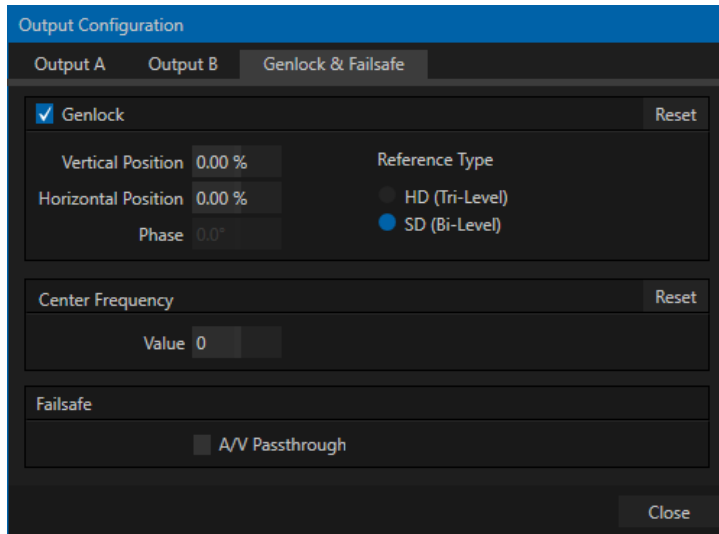 Output Configuration
Output A Output B Genlock & Failsafe
Genlock Reset
Vertical Position 0.00 % Reference Type
Horizontal Position 0.00 % HD (Tri-Level)
Phase 0.0° SD (Bi-Level)
Center Frequency Reset
Value 0
Failsafe
A/V Passthrough
Close